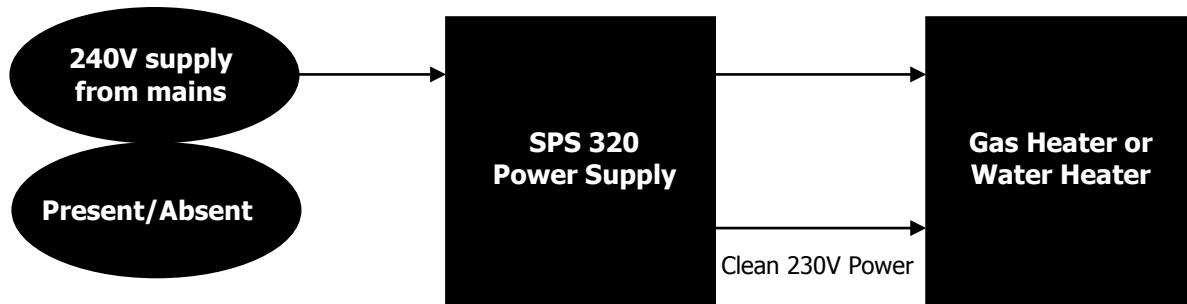 240V supply
from mains
Present/Absent
SPS 320
Power Supply
Clean 230V Power
Gas Heater or
Water Heater